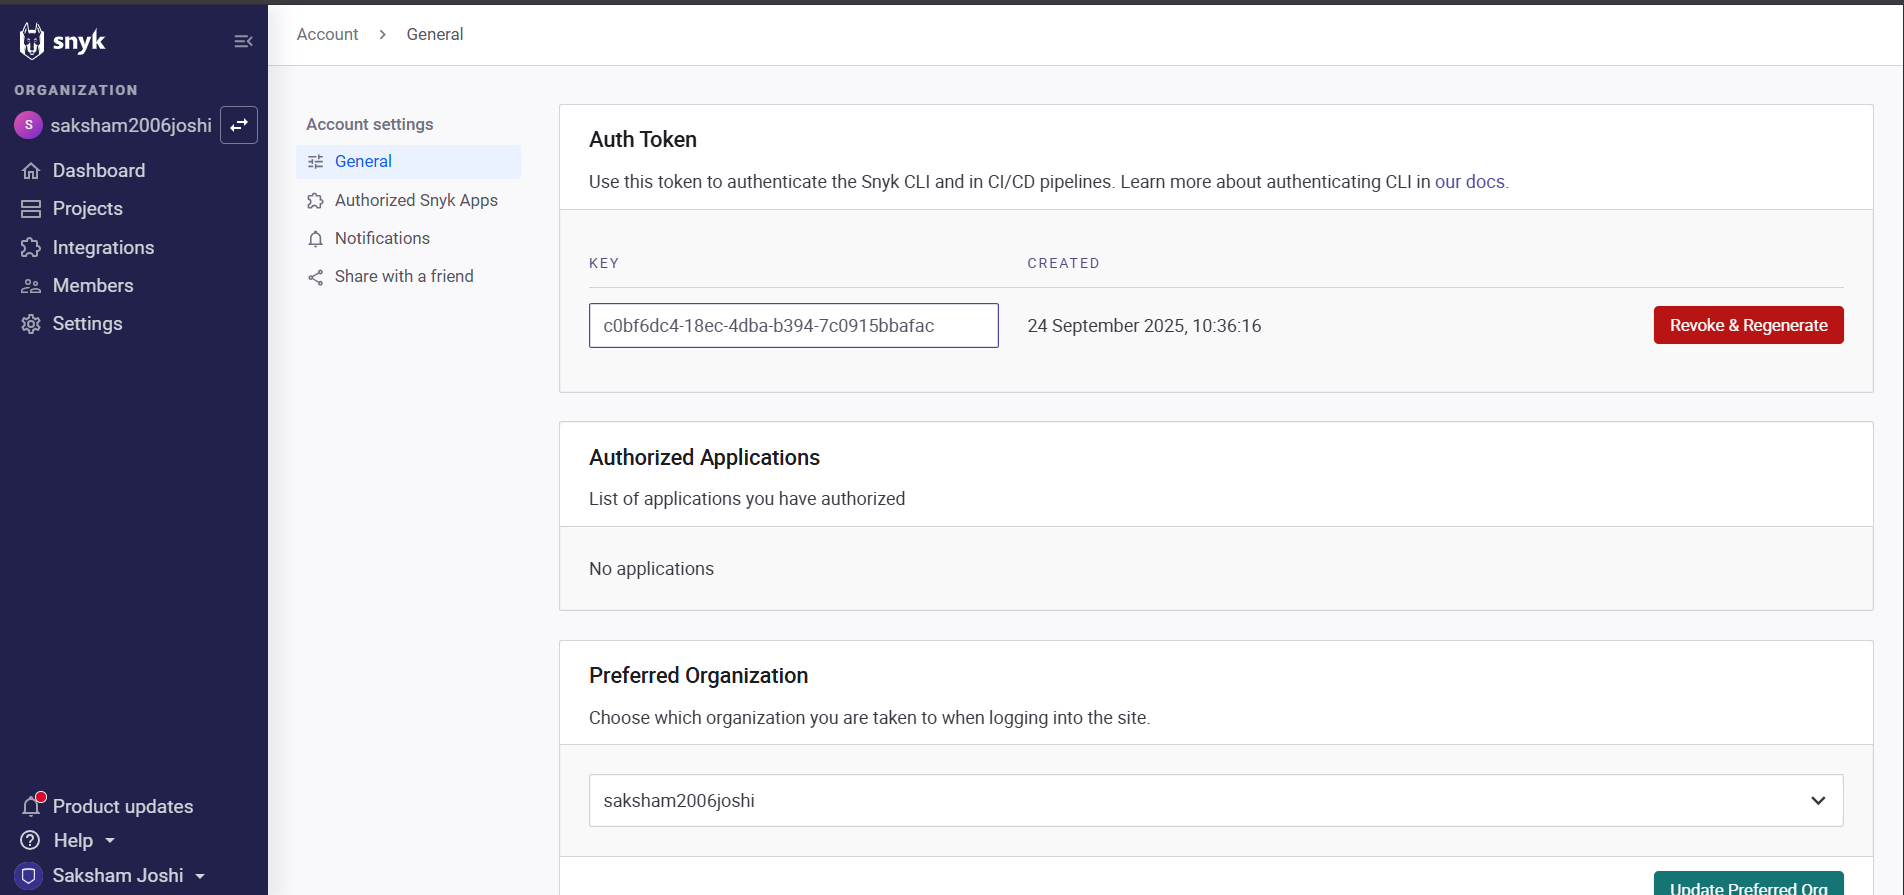 snyk
ORGANIZATION
S saksham2006joshi
Dashboard
Projects
Integrations
Members
Settings
Product updates
Help
Saksham Joshi
Account > General
Account settings
General
Authorized Snyk Apps
Notifications
Share with a friend
Auth Token
Use this token to authenticate the Snyk CLI and in CI/CD pipelines. Learn more about authenticating CLI in our docs.
KEY CREATED
c0bf6dc4-18ec-4dba-b394-7c0915bbafac 24 September 2025, 10:36:16 Revoke & Regenerate
Authorized Applications
List of applications you have authorized
No applications
Preferred Organization
Choose which organization you are taken to when logging into the site.
saksham2006joshi
Update Preferred Org